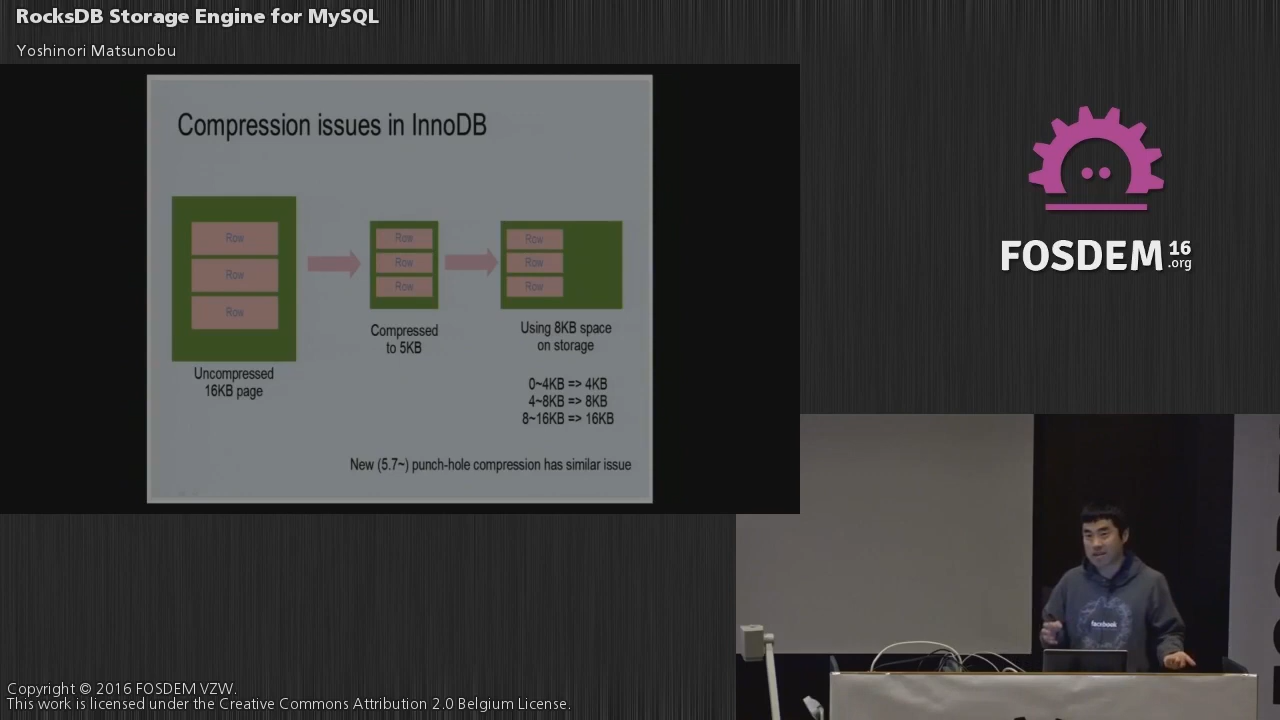 RocksDB Storage Engine for MySQL
Yoshinori Matsunobu
Compression issues in InnoDB
Row
Row
Row
Uncompressed
16KB page
Row
Row
Row
Compressed
to 5KB
Row
Row
Row
Using 8KB space
on storage
0~4KB => 4KB
4~8KB => 8KB
8~16KB => 16KB
New (5.7~) punch-hole compression has similar issue
FOSDEM 16
.org
facebook
Copyright © 2016 FOSDEM VZW.
This work is licensed under the Creative Commons Attribution 2.0 Belgium License.